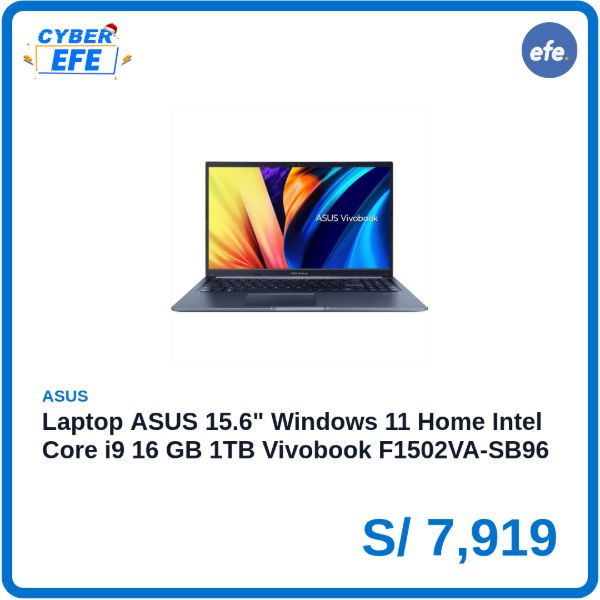 CYBER
EFE
efe.
ASUS Vivobook
ASUS
Laptop ASUS 15.6" Windows 11 Home Intel
Core i9 16 GB 1TB Vivobook F1502VA-SB96
S/ 7,919